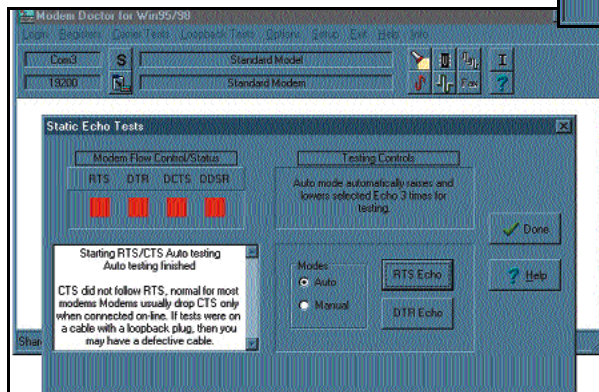 Modem Doctor for Win95/98
Login Registers Carrier Tests Loopback Tests Options Setup Exit Help Info
Com3 S Standard Model I
19200 Standard Modem Fax ?
Static Echo Tests
Modem Flow Control/Status
RTS DTR DCTS DDSR
Testing Controls
Auto mode automatically raises and
lowers selected Echo 3 times for
testing.
Starting RTS/CTS Auto testing
Auto testing finished
CTS did not follow RTS, normal for most
modems Modems usually drop CTS only
when connected on-line. If tests were on
a cable with a loopback plug, then you
may have a defective cable.
Modes
Auto
Manual
RTS Echo
DTR Echo
Done
? Help
Shar